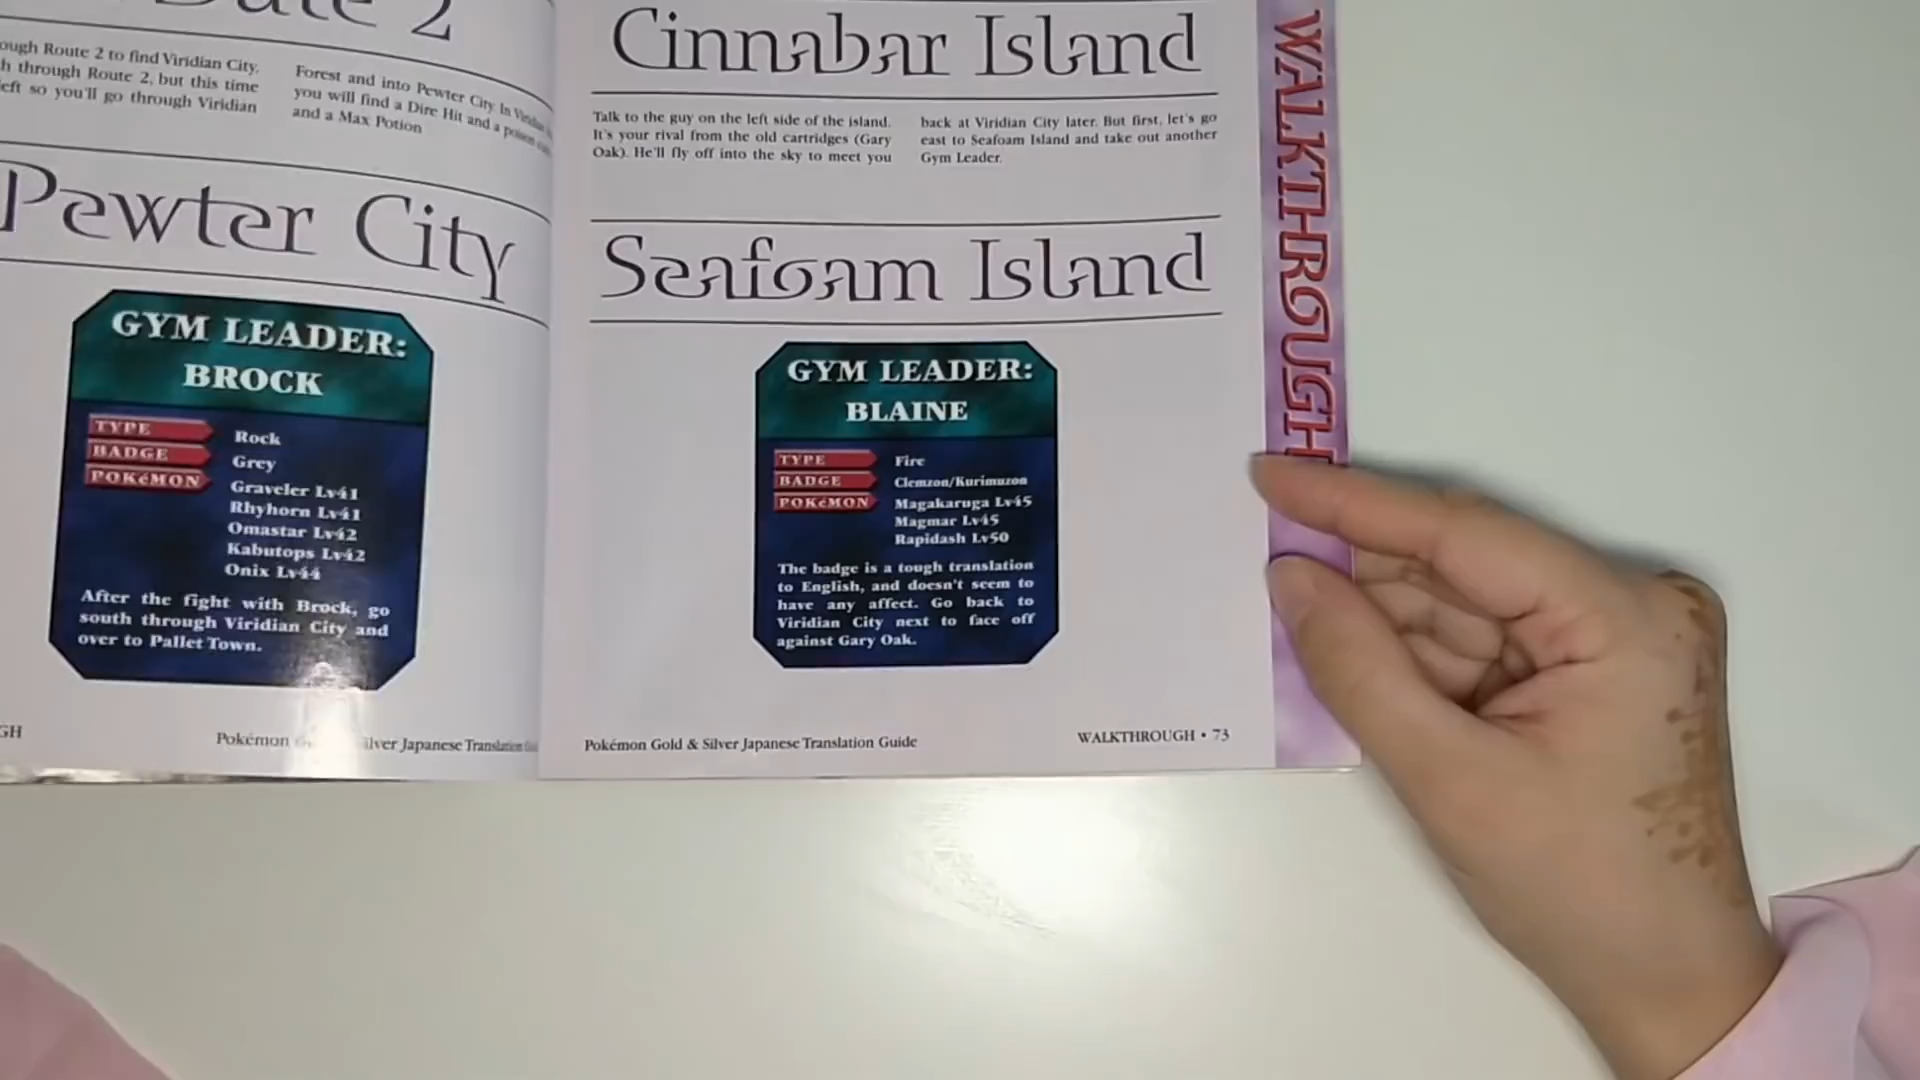 2
ough Route 2 to find Viridian City.
h through Route 2, but this time
left so you'll go through Viridian
Forest and into Pewter City In
you will find a Dire Hit and a
and a Max Potion
Pewter City
GYM LEADER:
BROCK
TYPE Rock
BADGE Grey
POKéMON Graveler Lv41
Rhyhorn Lv41
Omastar Lv42
Kabutops Lv42
Onix Lv44
After the fight with Brock, go
south through Viridian City and
over to Pallet Town.
GH
Pokémon ilver Japanese Translation
Cinnabar Island
Talk to the guy on the left side of the island.
It's your rival from the old cartridges (Gary
Oak). He'll fly off into the sky to meet you
back at Viridian City later. But first, let's go
east to Seafoam Island and take out another
Gym Leader.
Seafoam Island
GYM LEADER:
BLAINE
TYPE Fire
BADGE Clemzon/Kurimuzon
POKéMON Magakaruga Lv45
Magmar Lv45
Rapidash Lv50
The badge is a tough translation
to English, and doesn't seem to
have any affect. Go back to
Viridian City next to face off
against Gary Oak.
Pokémon Gold & Silver Japanese Translation Guide
WALKTHROUGH • 73
WALKTHROUGH